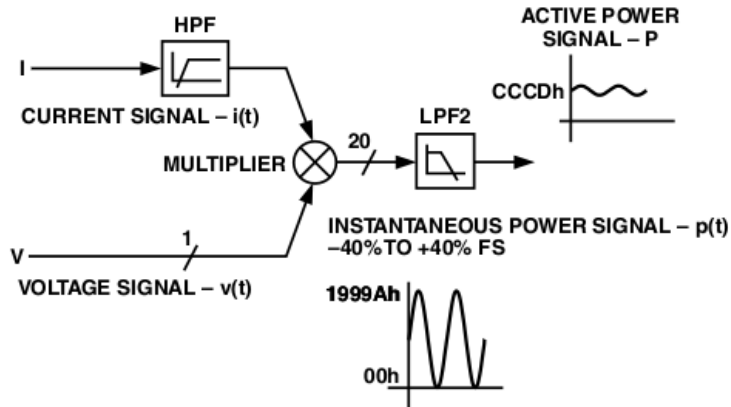 ACTIVE POWER
SIGNAL – P
HPF
I
CCCDh
CURRENT SIGNAL – i(t)
LPF2
20
MULTIPLIER
1
V
VOLTAGE SIGNAL – v(t)
INSTANTANEOUS POWER SIGNAL – p(t)
–40% TO +40% FS
1999Ah
00h